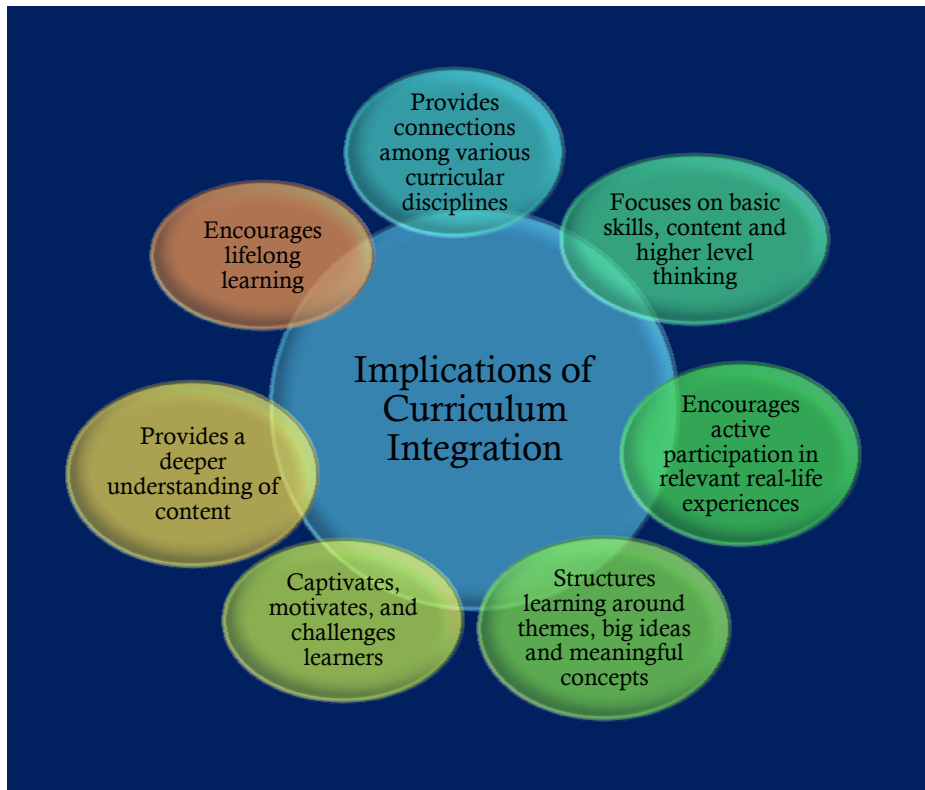 Provides
connections
among various
curricular
disciplines
Focuses on basic
skills, content and
higher level
thinking
Encourages
active
participation in
relevant real-life
experiences
Structures
learning around
themes, big ideas
and meaningful
concepts
Captivates,
motivates, and
challenges
learners
Provides a
deeper
understanding of
content
Encourages
lifelong
learning
Implications of
Curriculum
Integration